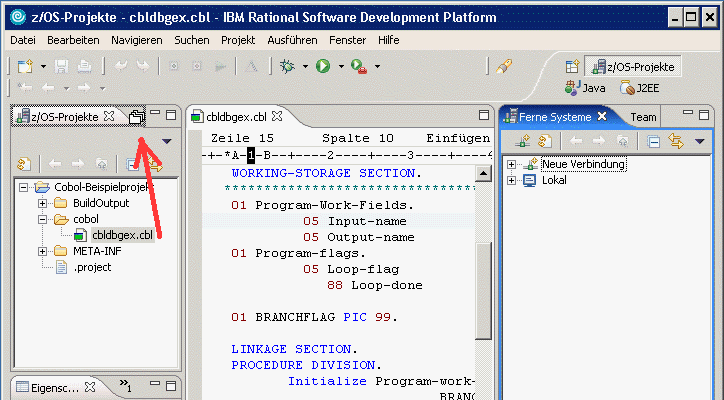 z/OS-Projekte - cbldbgex.cbl - IBM Rational Software Development Platform
Datei Bearbeiten Navigieren Suchen Projekt Ausführen Fenster Hilfe
z/OS-Projekte
Java J2EE
z/OS-Projekte
Cobol-Beispielprojekt
BuildOutput
cobol
cbldbgex.cbl
META-INF
.project
Eigensc...
»1
cbldbgex.cbl
Zeile 15 Spalte 10 Einfügen
-+-*A-1-B--+----2----+----3----+----4
WORKING-STORAGE SECTION.
*******************************
01 Program-Work-Fields.
05 Input-name
05 Output-name
01 Program-flags.
05 Loop-flag
88 Loop-done
01 BRANCHFLAG PIC 99.
LINKAGE SECTION.
PROCEDURE DIVISION.
Initialize Program-work-
BRAN
Ferne Systeme Team
Neue Verbindung
Lokal